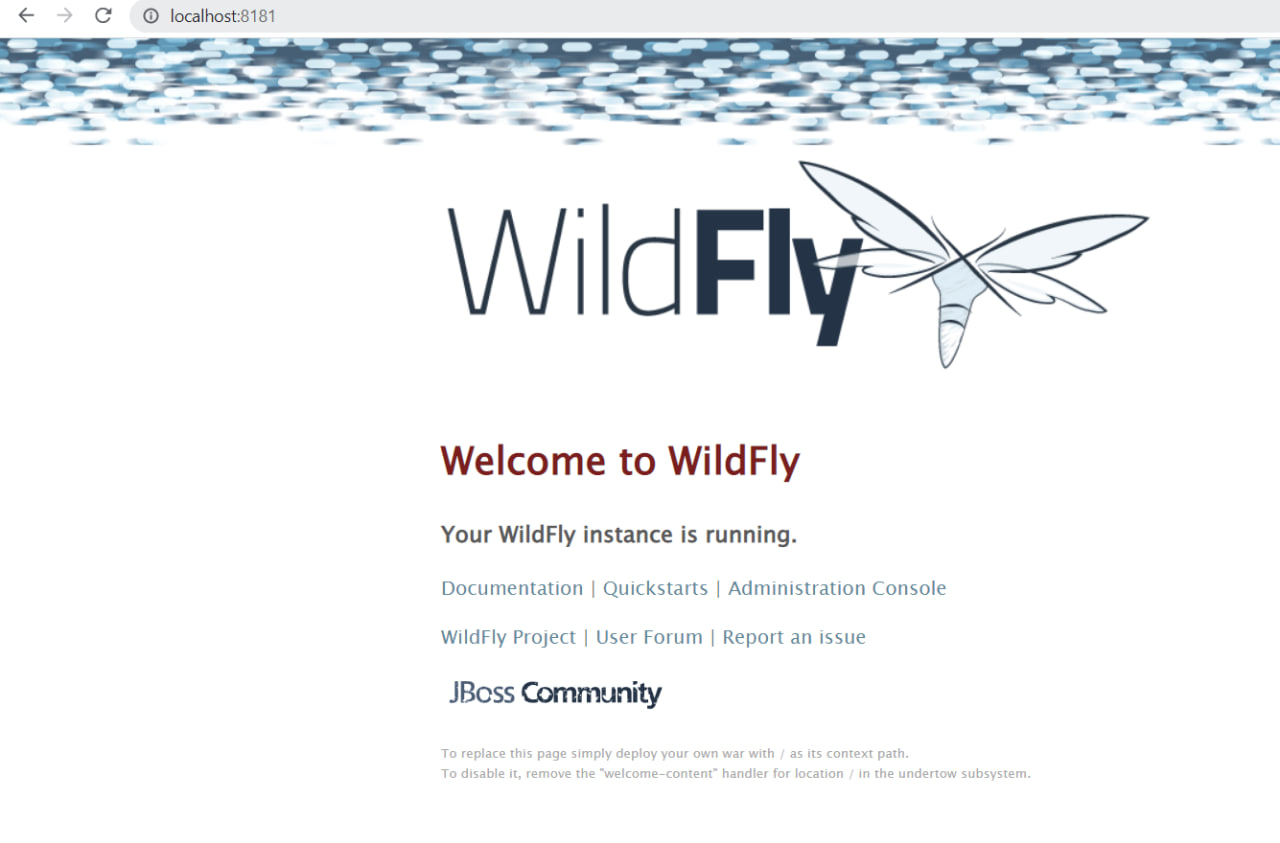 localhost:8181
WildFly
Welcome to WildFly
Your WildFly instance is running.
Documentation | Quickstarts | Administration Console
WildFly Project | User Forum | Report an issue
JBoss Community
To replace this page simply deploy your own war with / as its context path.
To disable it, remove the "welcome-content" handler for location / in the undertow subsystem.